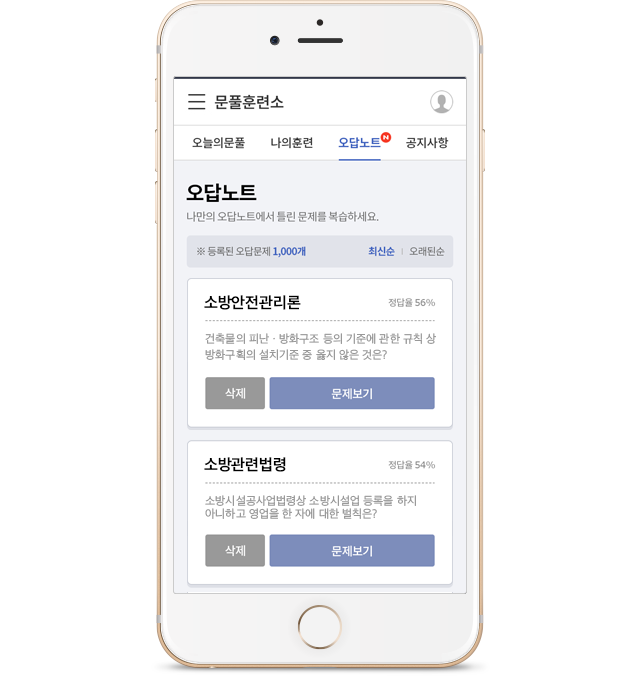 문풀훈련소
오늘의문풀 나의훈련 오답노트 N 공지사항
오답노트
나만의 오답노트에서 틀린 문제를 복습하세요.
※ 등록된 오답문제 1,000개 최신순 | 오래된순
소방안전관리론 정답율 56%
건축물의 피난 · 방화구조 등의 기준에 관한 규칙 상
방화구획의 설치기준 중 옳지 않은 것은?
삭제 문제보기
소방관련법령 정답율 54%
소방시설공사업법령상 소방시설업 등록을 하지
아니하고 영업을 한 자에 대한 벌칙은?
삭제 문제보기